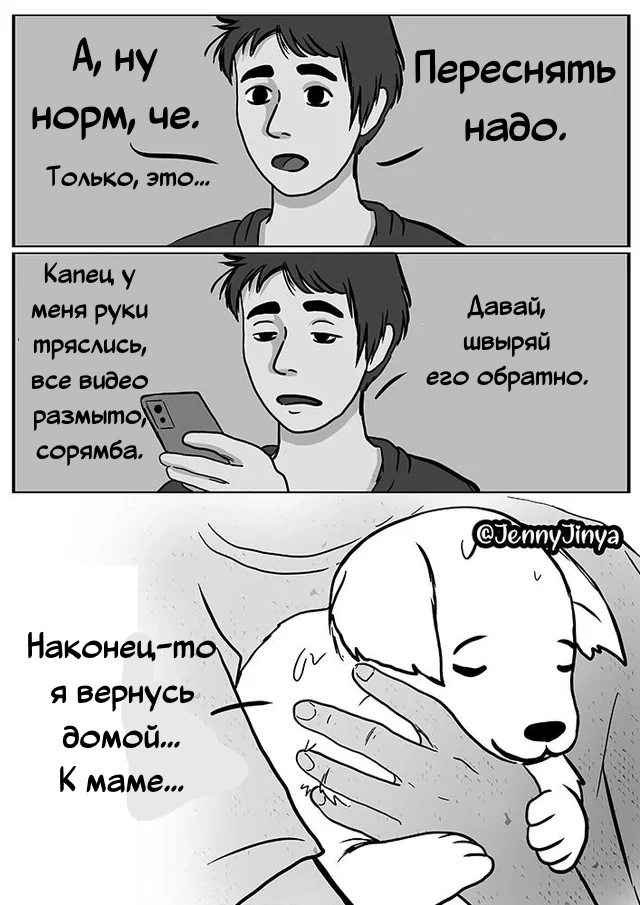 А, ну
норм, че.
Только, это...
Переснять
надо.
Капец у
меня руки
тряслись,
все видео
размыто,
сорямба.
Давай,
швыряй
его обратно.
@JennyJinya
Наконец-то
я вернусь
домой...
К маме...